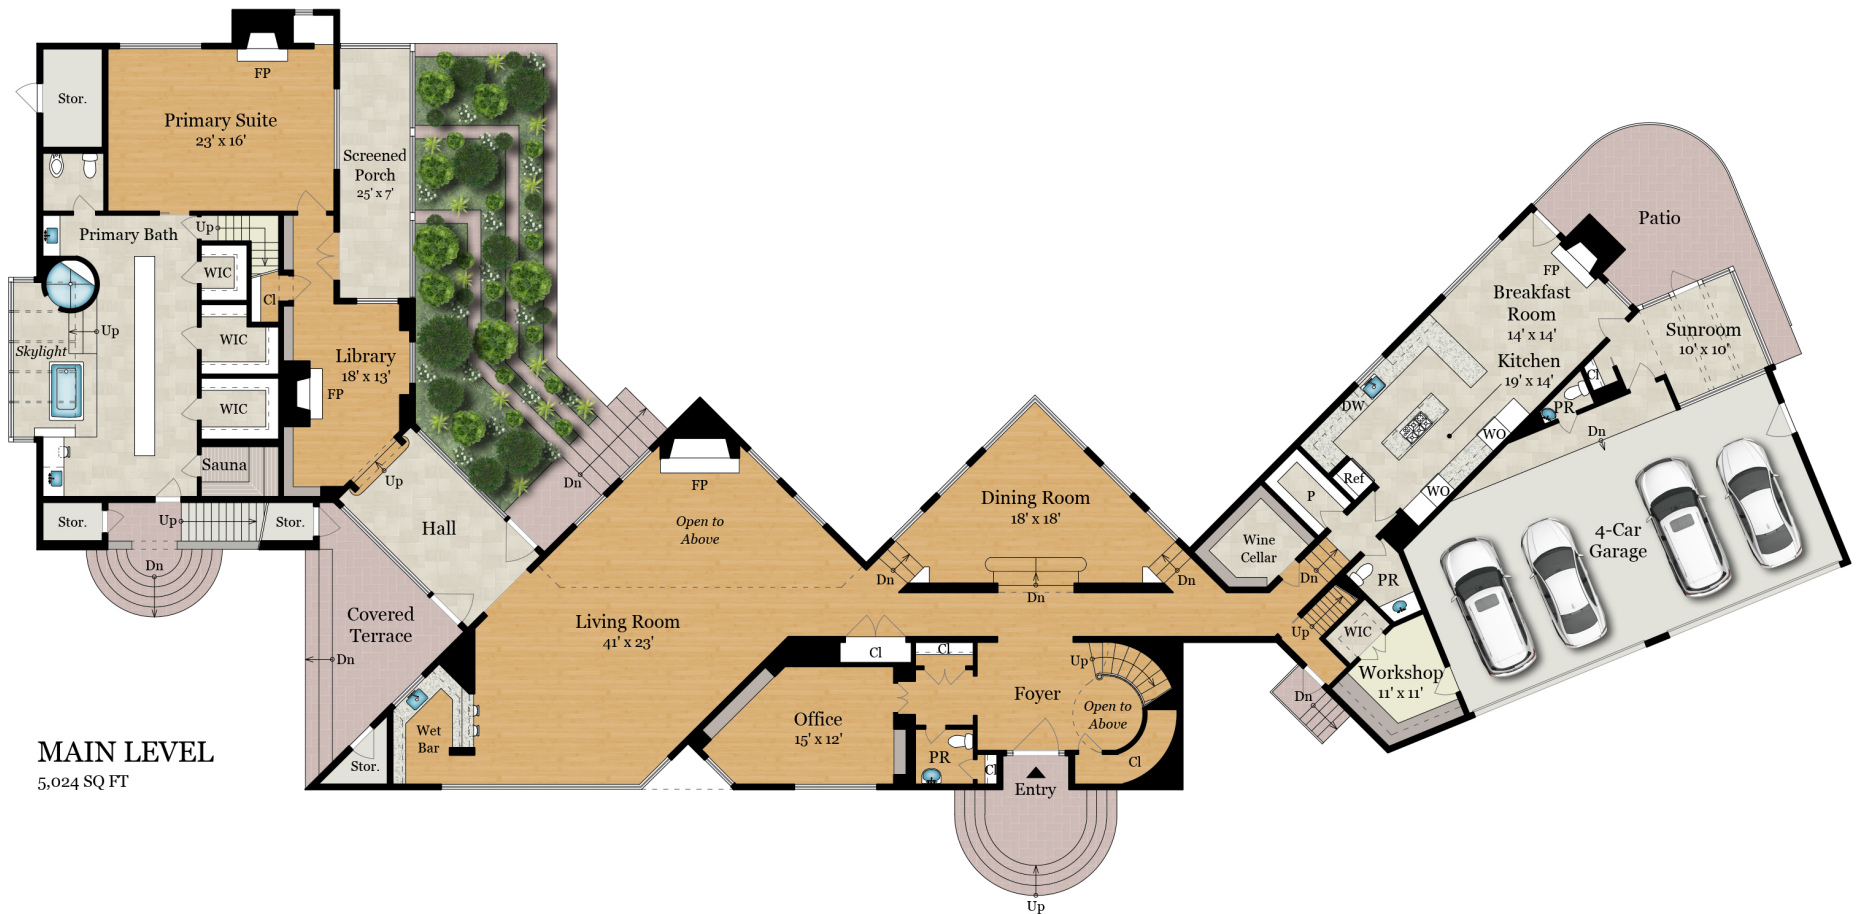 FP
Stor.
Primary Suite
23' x 16'
Screened
Porch
25' x 7'
Primary Bath
Up
WIC
Cl
Up
Skylight
WIC
WIC
Library
18' x 13'
FP
Sauna
Up
Stor.
Up
Stor.
Dn
Hall
Dn
FP
Open to
Above
Covered
Terrace
Dn
Living Room
41' x 23'
Wet
Bar
Stor.
MAIN LEVEL
5,024 SQ FT
Dining Room
18' x 18'
Dn
Dn
Dn
Cl
Cl
Up
Foyer
Open to
Above
Office
15' x 12'
PR
Cl
Cl
Entry
Up
Patio
FP
Breakfast
Room
14' x 14'
Sunroom
10' x 10'
Kitchen
19' x 14'
Cl
DW
PR
WO
Dn
Ref
WO
P
Wine
Cellar
Dn
4-Car
Garage
PR
Up
WIC
Workshop
11' x 11'
Dn